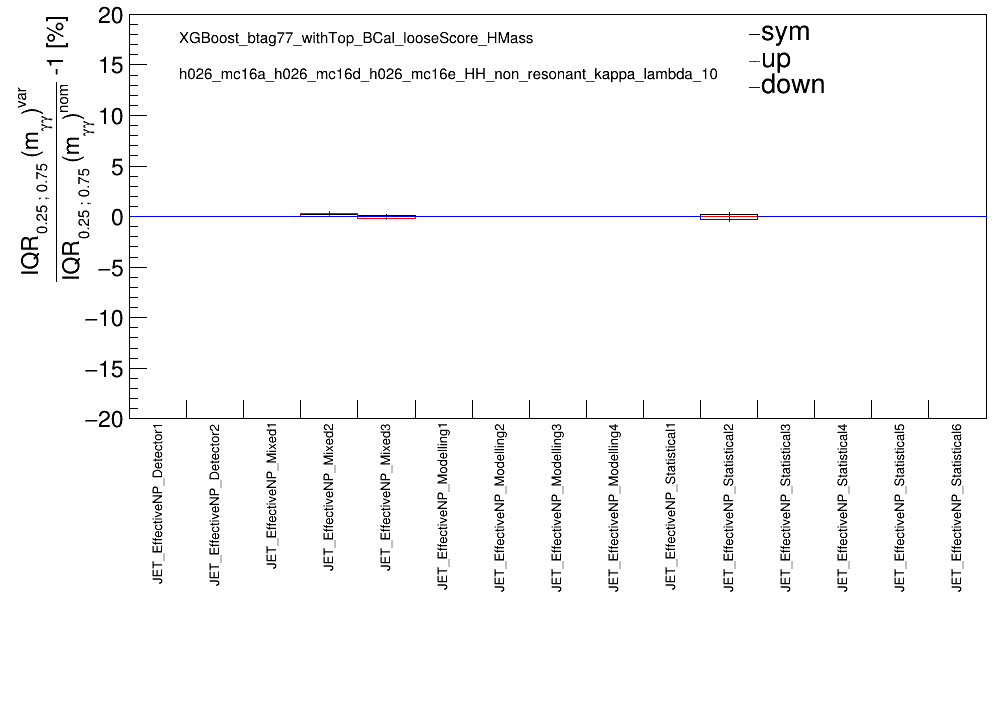 IQR0.25 ; 0.75 (mγγ)var
IQR0.25 ; 0.75 (mγγ)nom
-1 [%]
20
15
10
5
0
−5
−10
−15
−20
XGBoost_btag77_withTop_BCal_looseScore_HMass
h026_mc16a_h026_mc16d_h026_mc16e_HH_non_resonant_kappa_lambda_10
sym
up
down
JET_EffectiveNP_Detector1
JET_EffectiveNP_Detector2
JET_EffectiveNP_Mixed1
JET_EffectiveNP_Mixed2
JET_EffectiveNP_Mixed3
JET_EffectiveNP_Modelling1
JET_EffectiveNP_Modelling2
JET_EffectiveNP_Modelling3
JET_EffectiveNP_Modelling4
JET_EffectiveNP_Statistical1
JET_EffectiveNP_Statistical2
JET_EffectiveNP_Statistical3
JET_EffectiveNP_Statistical4
JET_EffectiveNP_Statistical5
JET_EffectiveNP_Statistical6